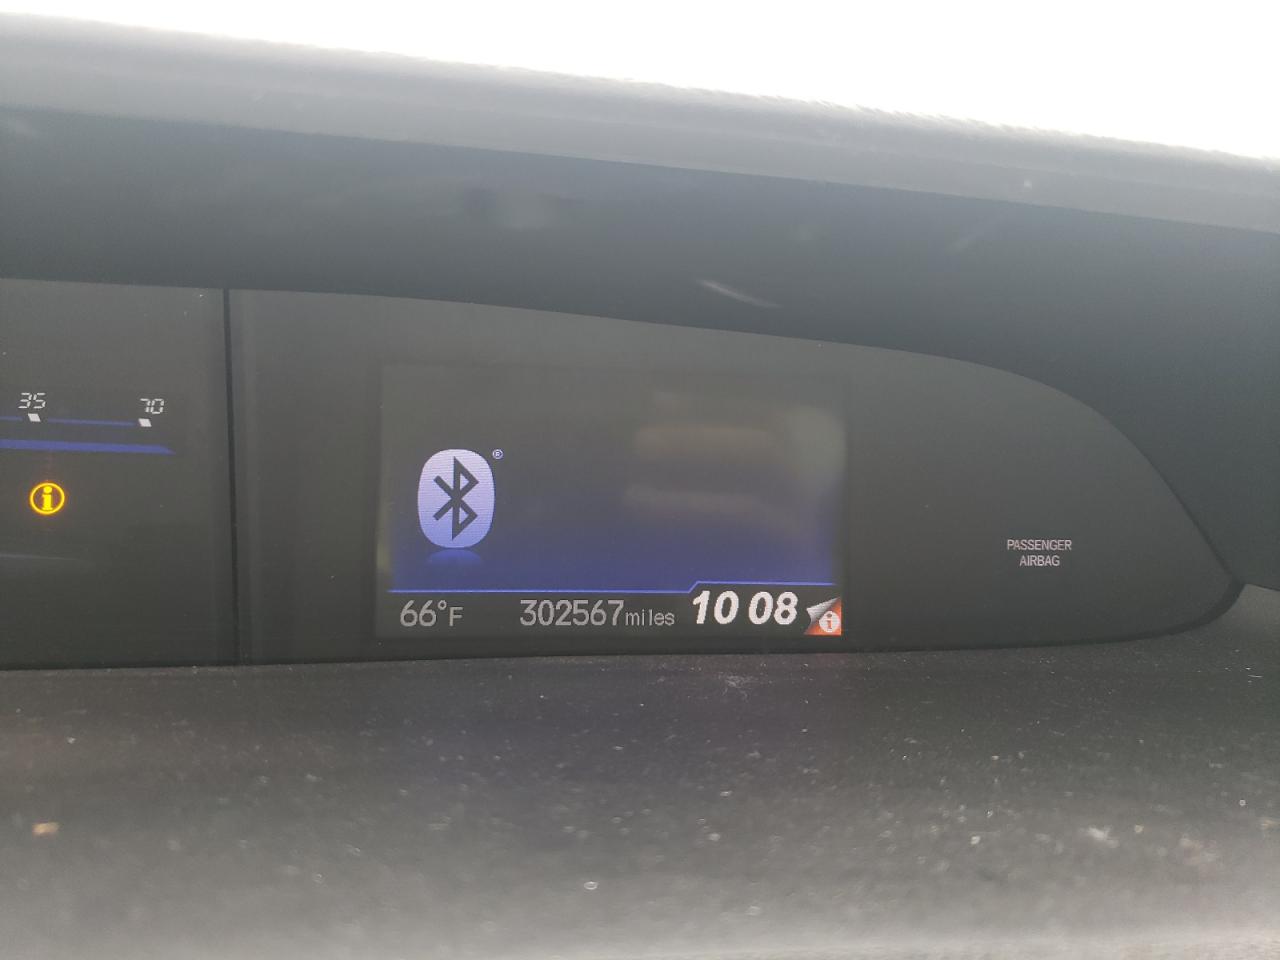 35 70
i
®
PASSENGER
AIRBAG
66°F 302567miles 10 08 i